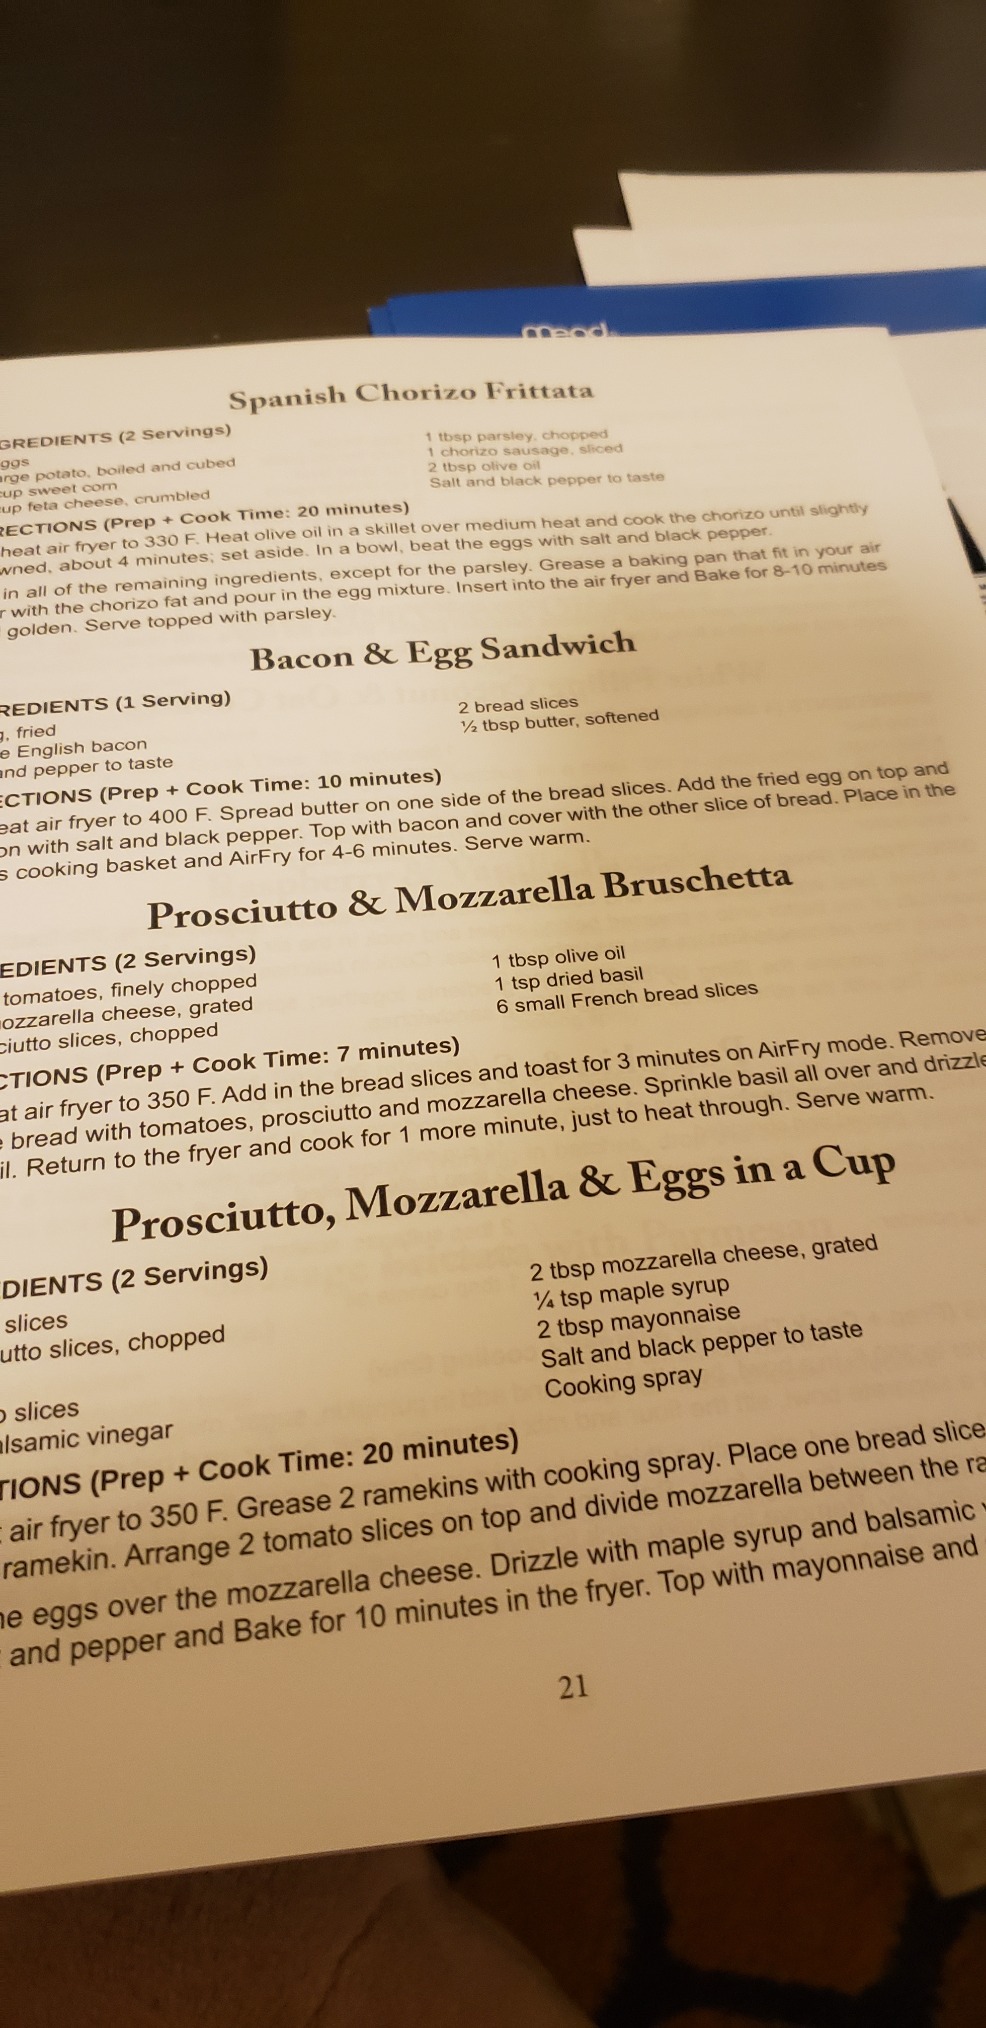 Mead
Spanish Chorizo Frittata
GREDIENTS (2 Servings)
ggs
arge potato, boiled and cubed
cup sweet corn
cup feta cheese, crumbled
1 tbsp parsley, chopped
1 chorizo sausage, sliced
2 tbsp olive oil
Salt and black pepper to taste
RECTIONS (Prep + Cook Time: 20 minutes)
heat air fryer to 330 F. Heat olive oil in a skillet over medium heat and cook the chorizo until slightly
wned, about 4 minutes; set aside. In a bowl, beat the eggs with salt and black pepper.
in all of the remaining ingredients, except for the parsley. Grease a baking pan that fit in your air
r with the chorizo fat and pour in the egg mixture. Insert into the air fryer and Bake for 8-10 minutes
golden. Serve topped with parsley.
Bacon & Egg Sandwich
REDIENTS (1 Serving)
g, fried
e English bacon
and pepper to taste
2 bread slices
½ tbsp butter, softened
ECTIONS (Prep + Cook Time: 10 minutes)
eat air fryer to 400 F. Spread butter on one side of the bread slices. Add the fried egg on top and
on with salt and black pepper. Top with bacon and cover with the other slice of bread. Place in the
s cooking basket and AirFry for 4-6 minutes. Serve warm.
Prosciutto & Mozzarella Bruschetta
EDIENTS (2 Servings)
tomatoes, finely chopped
ozzarella cheese, grated
ciutto slices, chopped
1 tbsp olive oil
1 tsp dried basil
6 small French bread slices
CTIONS (Prep + Cook Time: 7 minutes)
at air fryer to 350 F. Add in the bread slices and toast for 3 minutes on AirFry mode. Remove
e bread with tomatoes, prosciutto and mozzarella cheese. Sprinkle basil all over and drizzle
il. Return to the fryer and cook for 1 more minute, just to heat through. Serve warm.
Prosciutto, Mozzarella & Eggs in a Cup
DIENTS (2 Servings)
slices
utto slices, chopped
o slices
alsamic vinegar
2 tbsp mozzarella cheese, grated
¼ tsp maple syrup
2 tbsp mayonnaise
Salt and black pepper to taste
Cooking spray
TIONS (Prep + Cook Time: 20 minutes)
t air fryer to 350 F. Grease 2 ramekins with cooking spray. Place one bread slice
ramekin. Arrange 2 tomato slices on top and divide mozzarella between the ra
he eggs over the mozzarella cheese. Drizzle with maple syrup and balsamic v
t and pepper and Bake for 10 minutes in the fryer. Top with mayonnaise and
21